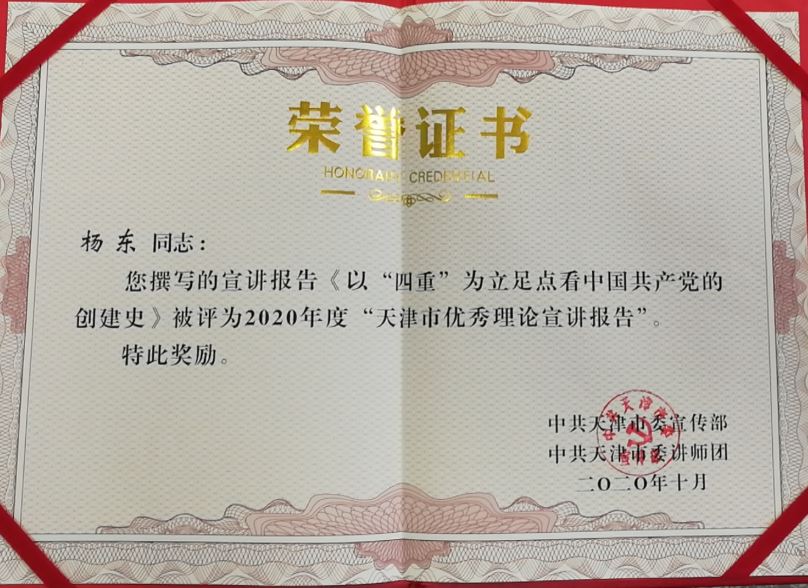 荣誉证书
HONORARY CREDENTIAL
杨东 同志：
您撰写的宣讲报告《以“四重”为立足点看中国共产党的
创建史》被评为2020年度“天津市优秀理论宣讲报告”。
特此奖励。
中共天津市委宣传部
中共天津市委讲师团
二〇二〇年十月